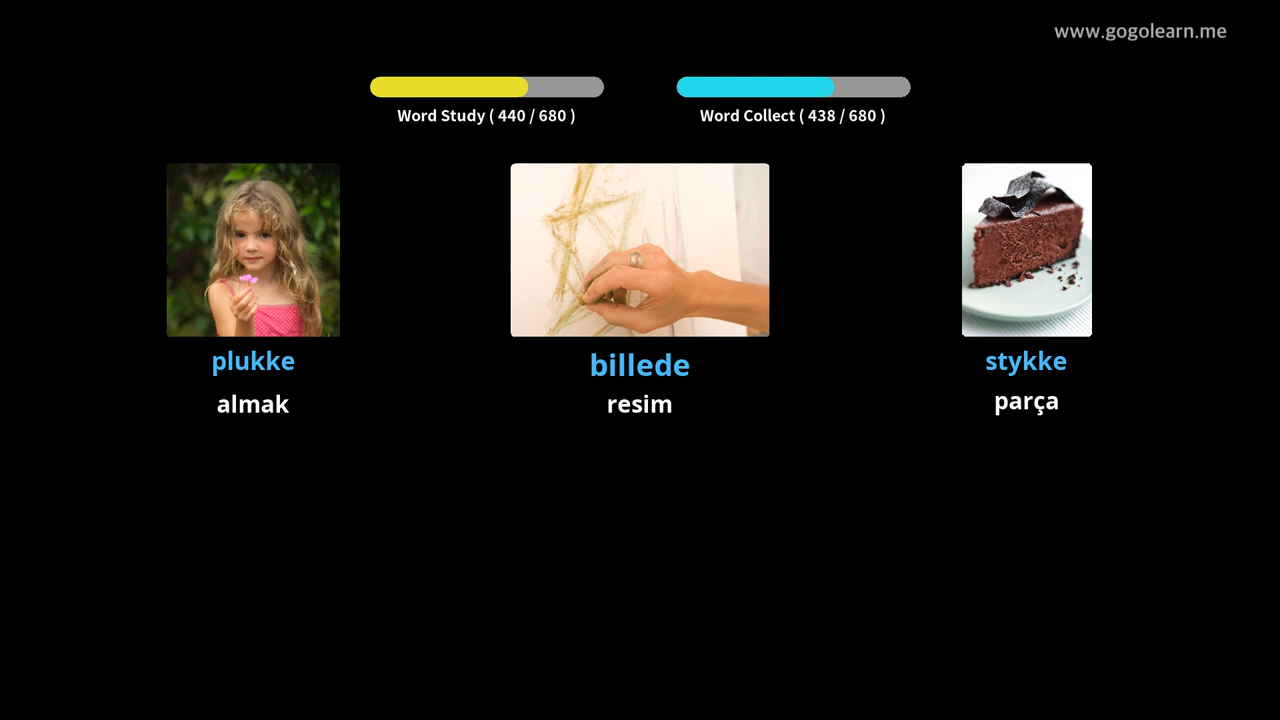 www.gogolearn.me
Word Study ( 440 / 680 )
Word Collect ( 438 / 680 )
plukke
billede
stykke
almak
resim
parça